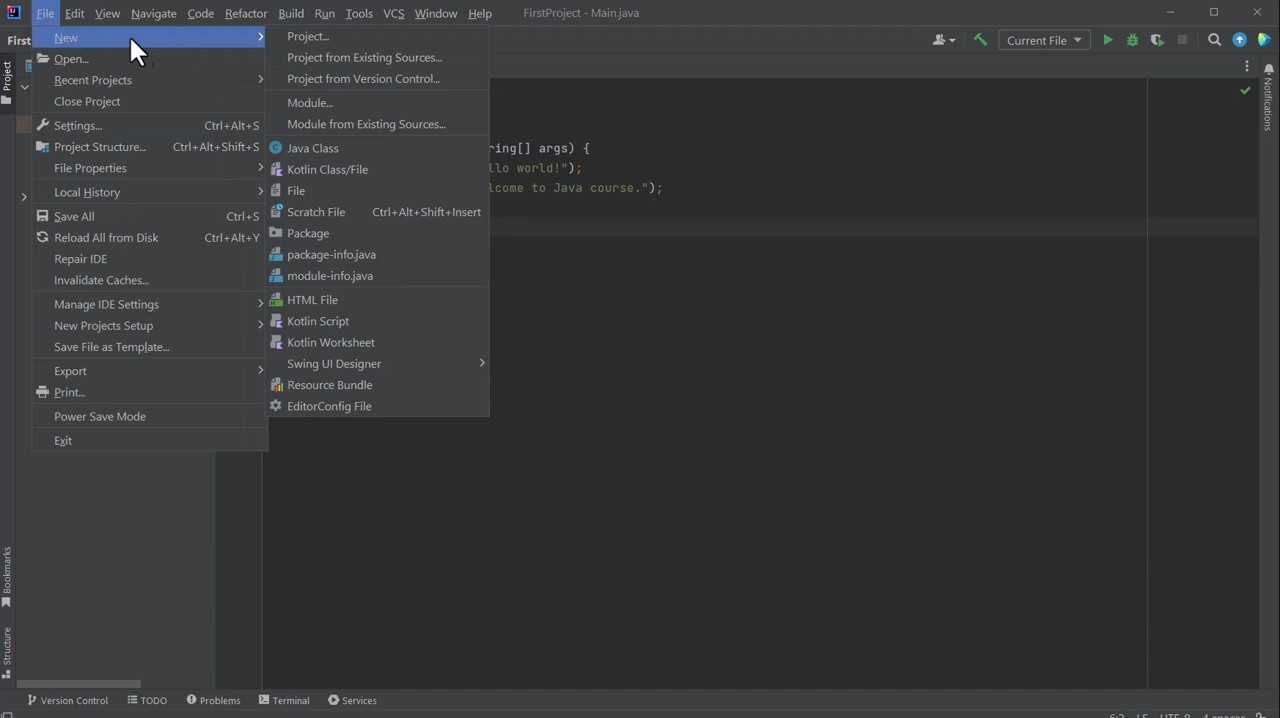 File Edit View Navigate Code Refactor Build Run Tools VCS Window Help FirstProject - Main.java
First
Current File
Project
Notifications
New
Open...
Recent Projects
Close Project
Settings... Ctrl+Alt+S
Project Structure... Ctrl+Alt+Shift+S
File Properties
Local History
Save All Ctrl+S
Reload All from Disk Ctrl+Alt+Y
Repair IDE
Invalidate Caches...
Manage IDE Settings
New Projects Setup
Save File as Template...
Export
Print...
Power Save Mode
Exit
Project...
Project from Existing Sources...
Project from Version Control...
Module...
Module from Existing Sources...
Java Class
Kotlin Class/File
File
Scratch File Ctrl+Alt+Shift+Insert
Package
package-info.java
module-info.java
HTML File
Kotlin Script
Kotlin Worksheet
Swing UI Designer
Resource Bundle
EditorConfig File
ring[] args) {
llo world!");
lcome to Java course.");
Bookmarks
Structure
Version Control TODO Problems Terminal Services